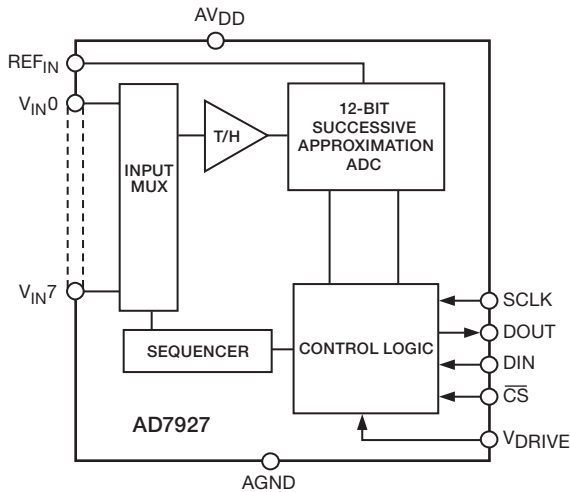 AVDD
REFIN
VIN0
T/H
12-BIT
SUCCESSIVE
APPROXIMATION
ADC
INPUT
MUX
VIN7
SEQUENCER
CONTROL LOGIC
SCLK
DOUT
DIN
C̅S̅
VDRIVE
AD7927
AGND